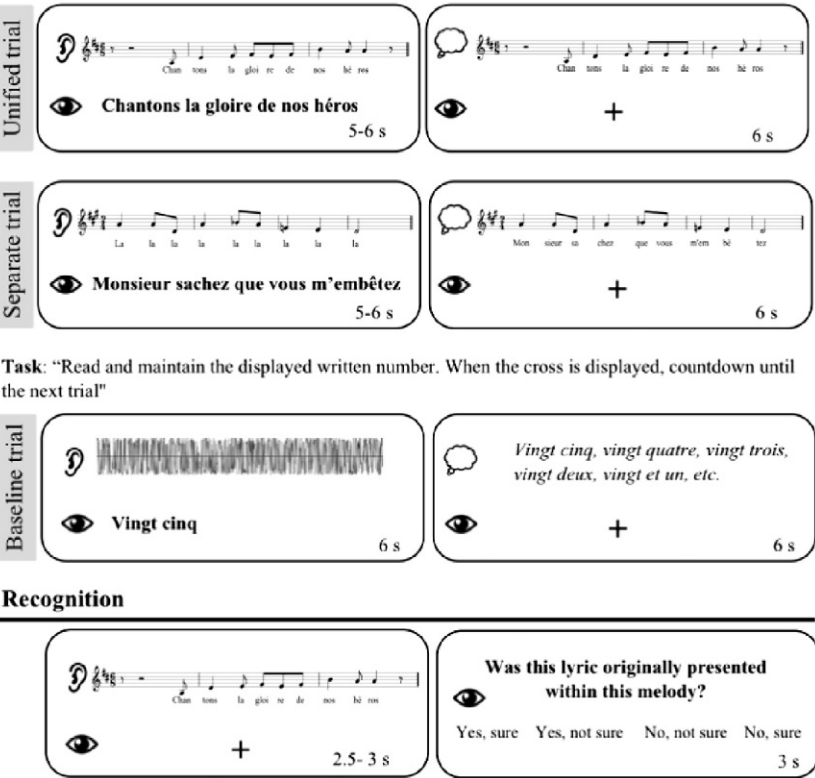 Unified trial
Chan tons la gloi re de nos hé ros
Chantons la gloire de nos héros
5-6 s
Chan tons la gloi re de nos hé ros
+
6 s
Separate trial
La la la la la la la la la
Monsieur sachez que vous m'embêtez
5-6 s
Mon sieur sa chez que vous m'em bê tez
+
6 s
Task: “Read and maintain the displayed written number. When the cross is displayed, countdown until
the next trial"
Baseline trial
Vingt cinq
6 s
Vingt cinq, vingt quatre, vingt trois,
vingt deux, vingt et un, etc.
+
6 s
Recognition
Chan tons la gloi re de nos hé ros
+
2.5- 3 s
Was this lyric originally presented
within this melody?
Yes, sure Yes, not sure No, not sure No, sure
3 s